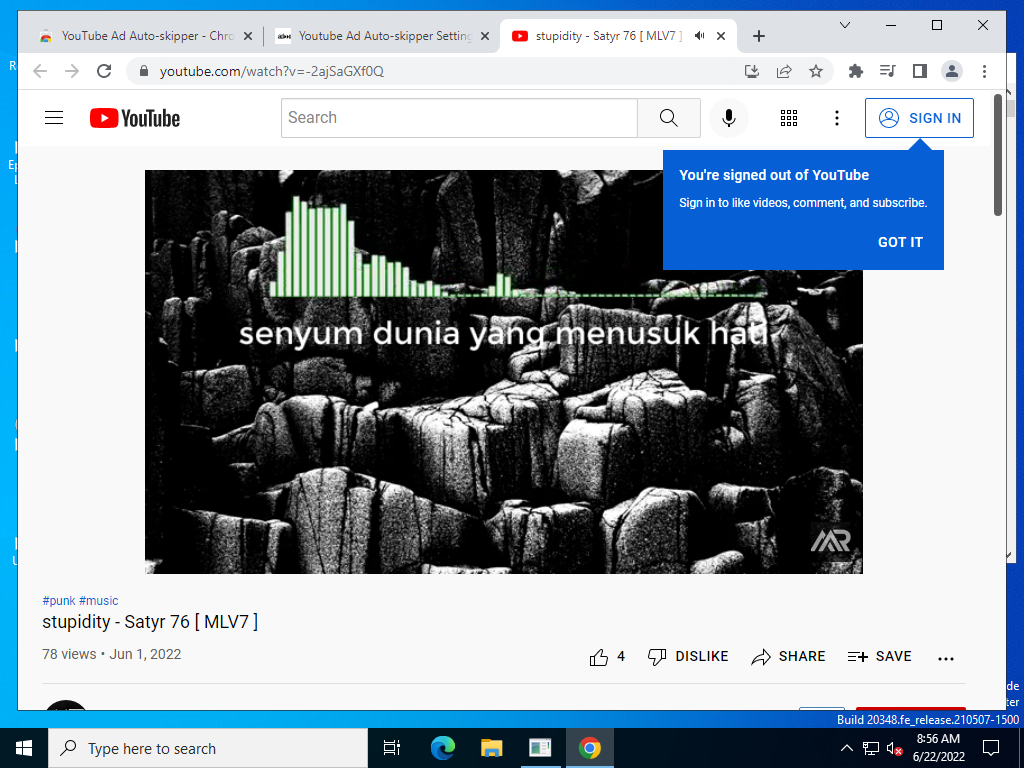 YouTube Ad Auto-skipper - Chro
Youtube Ad Auto-skipper Setting
stupidity - Satyr 76 [ MLV7 ]
youtube.com/watch?v=-2ajSaGXf0Q
YouTube
Search
SIGN IN
You're signed out of YouTube
Sign in to like videos, comment, and subscribe.
GOT IT
senyum dunia yang menusuk hati
#punk #music
stupidity - Satyr 76 [ MLV7 ]
78 views • Jun 1, 2022
4
DISLIKE
SHARE
SAVE
Build 20348.fe_release.210507-1500
Type here to search
8:56 AM
6/22/2022